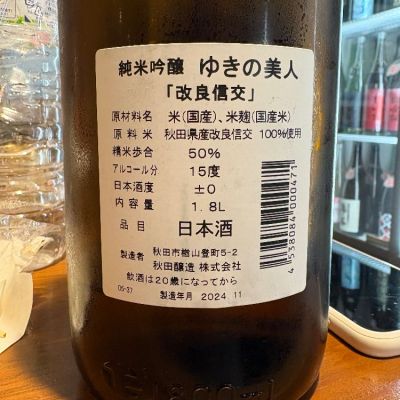 純米吟醸 ゆきの美人
「改良信交」
原材料名 米(国産)、米麹(国産米)
原料米 秋田県産改良信交 100%使用
精米歩合 50%
アルコール分 15度
日本酒度 ±0
内容量 1.8L
品目 日本酒
製造者 秋田市楢山登町5-2
秋田醸造 株式会社
飲酒は20歳になってから
05-37 製造年月 2024.11
4538084000471